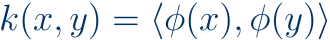 k(x, y) = ⟨ϕ(x), ϕ(y)⟩